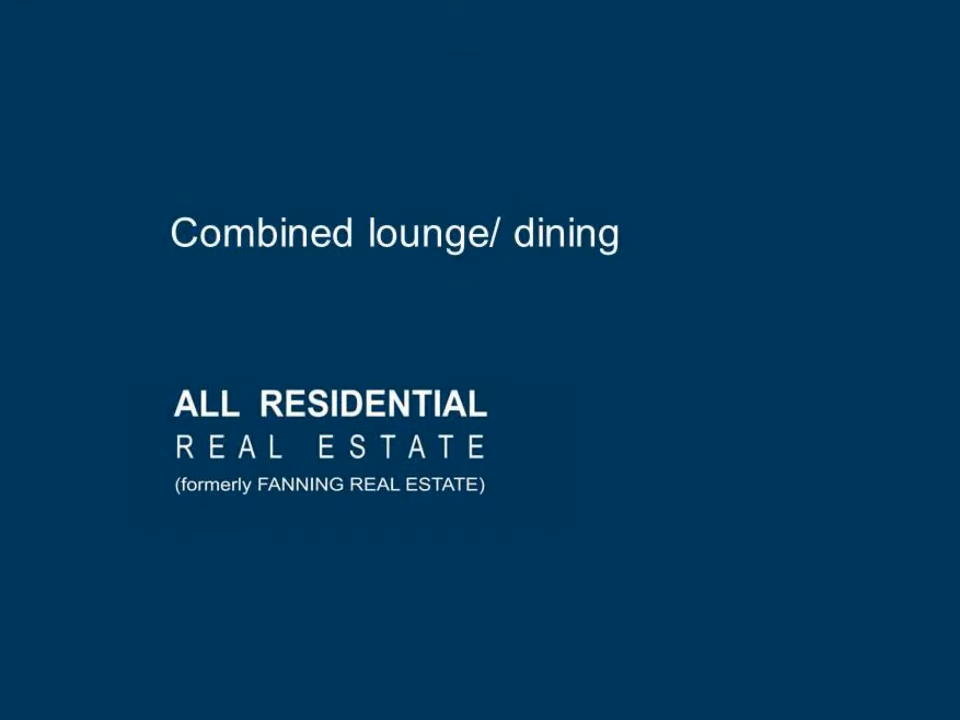 Combined lounge/ dining
ALL RESIDENTIAL
REAL ESTATE
(formerly FANNING REAL ESTATE)